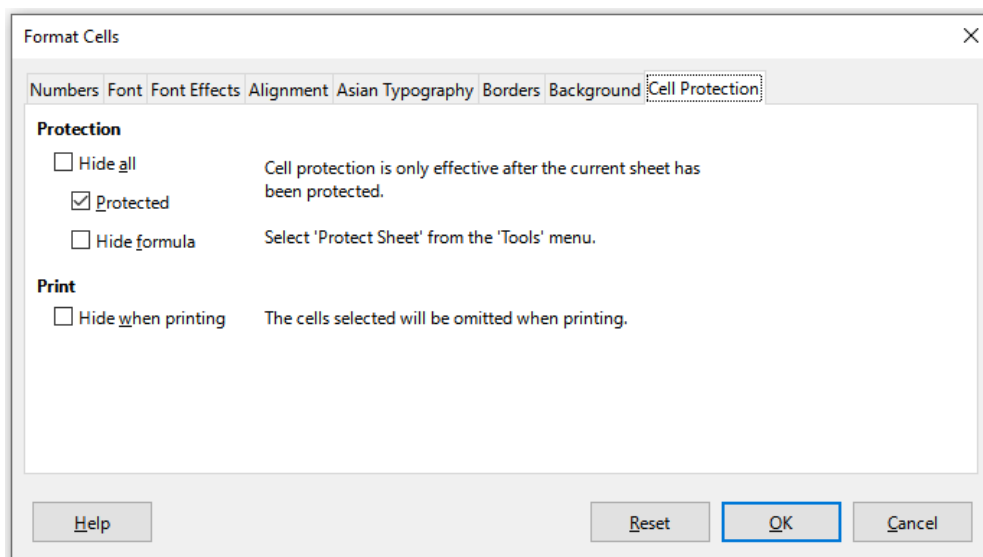 Format Cells
Numbers Font Font Effects Alignment Asian Typography Borders Background Cell Protection
Protection
Hide all
Cell protection is only effective after the current sheet has
been protected.
Protected
Hide formula
Select 'Protect Sheet' from the 'Tools' menu.
Print
Hide when printing
The cells selected will be omitted when printing.
Help Reset OK Cancel